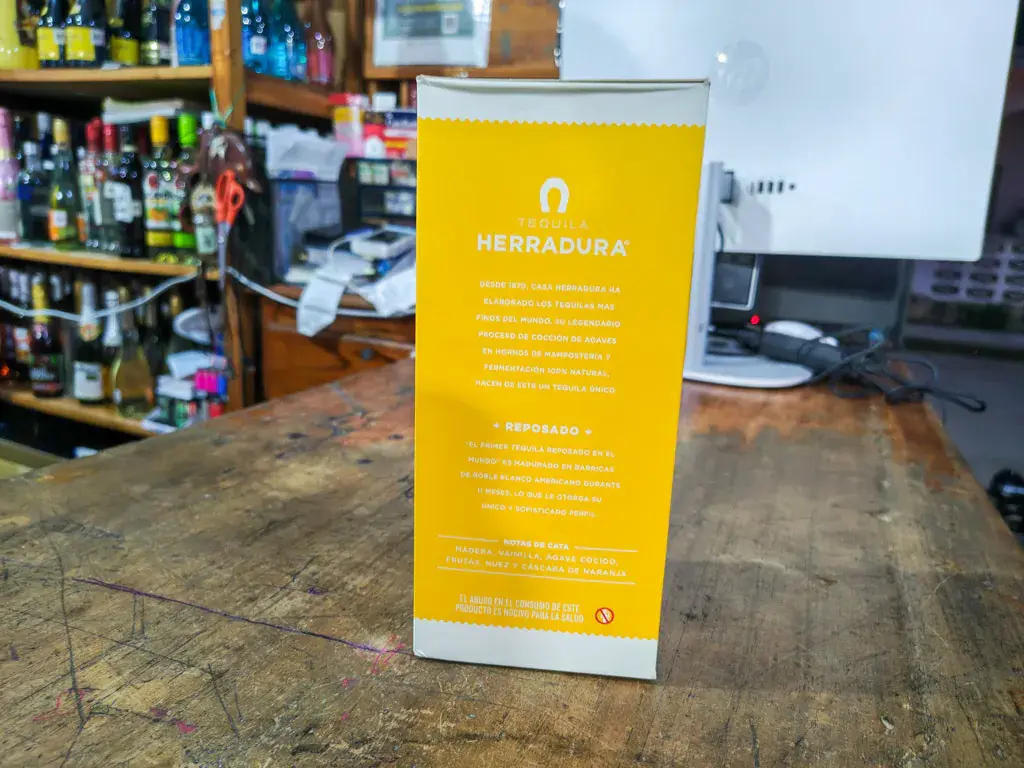 TEQUILA
HERRADURA®
DESDE 1870, CASA HERRADURA HA
ELABORADO LOS TEQUILAS MÁS
FINOS DEL MUNDO. SU LEGENDARIO
PROCESO DE COCCIÓN DE AGAVES
EN HORNOS DE MAMPOSTERÍA Y
FERMENTACIÓN 100% NATURAL,
HACEN DE ESTE UN TEQUILA ÚNICO
+ REPOSADO +
"EL PRIMER TEQUILA REPOSADO EN EL
MUNDO" ES MADURADO EN BARRICAS
DE ROBLE BLANCO AMERICANO DURANTE
11 MESES, LO QUE LE OTORGA SU
ÚNICO Y SOFISTICADO PERFIL.
NOTAS DE CATA
MADERA, VAINILLA, AGAVE COCIDO,
FRUTAS, NUEZ Y CÁSCARA DE NARANJA
EL ABUSO EN EL CONSUMO DE ESTE
PRODUCTO ES NOCIVO PARA LA SALUD